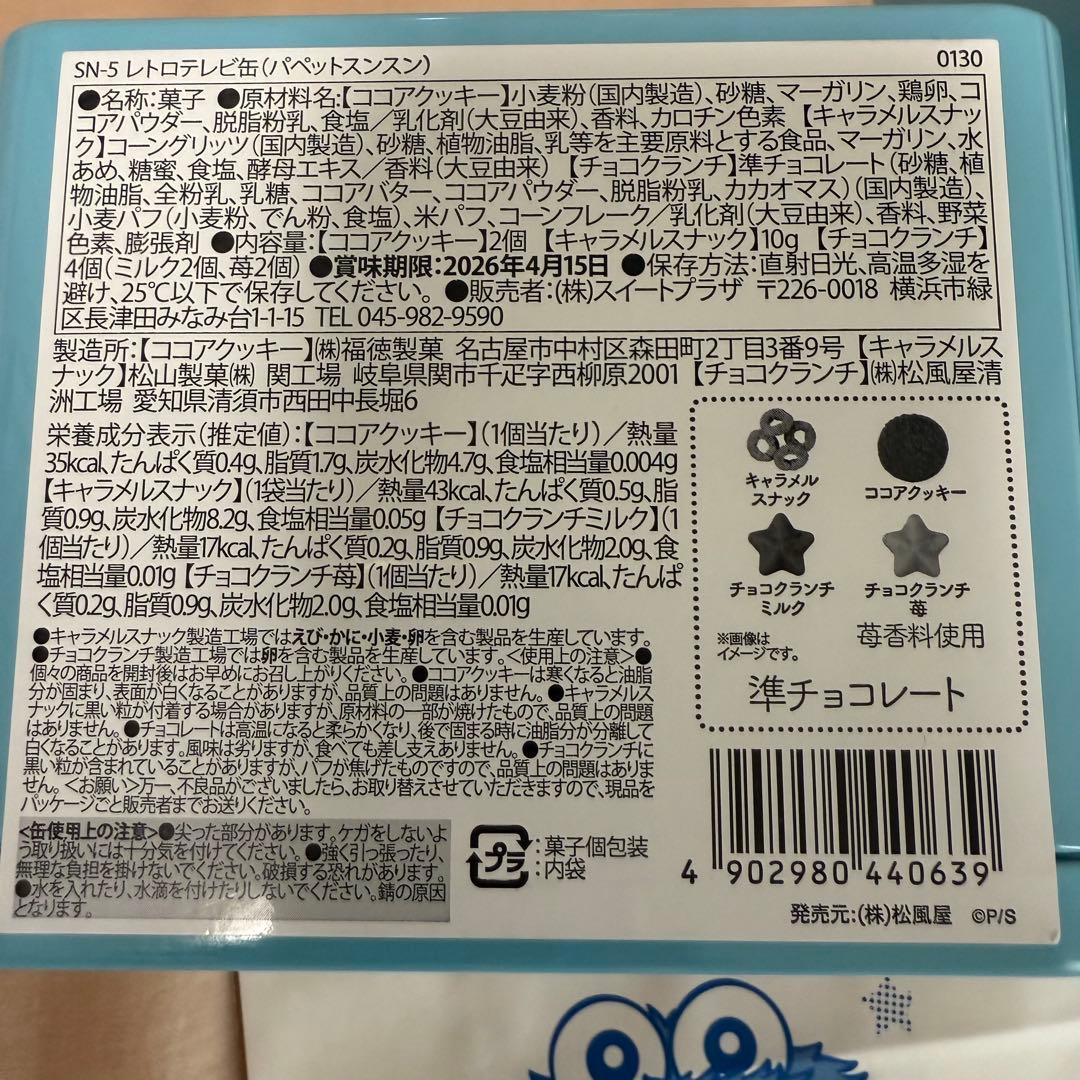 SN-5 レトロテレビ缶(パペットスンスン)
0130
●名称:菓子 ●原材料名:【ココアクッキー】小麦粉(国内製造)、砂糖、マーガリン、鶏卵、コ
コアパウダー、脱脂粉乳、食塩/乳化剤(大豆由来)、香料、カロチン色素 【キャラメルスナッ
ク】コーングリッツ(国内製造)、砂糖、植物油脂、乳等を主要原料とする食品、マーガリン、水
あめ、糖蜜、食塩、酵母エキス/香料(大豆由来) 【チョコクランチ】準チョコレート(砂糖、植
物油脂、全粉乳、乳糖、ココアバター、ココアパウダー、脱脂粉乳、カカオマス)(国内製造)、
小麦パフ(小麦粉、でん粉、食塩)、米パフ、コーンフレーク/乳化剤(大豆由来)、香料、野菜
色素、膨張剤 ●内容量:【ココアクッキー】2個 【キャラメルスナック】10g 【チョコクランチ】
4個(ミルク2個、苺2個) ●賞味期限:2026年4月15日 ●保存方法:直射日光、高温多湿を
避け、25℃以下で保存してください。 ●販売者:(株)スイートプラザ 〒226-0018 横浜市緑
区長津田みなみ台1-1-15 TEL 045-982-9590
製造所:【ココアクッキー】㈱福徳製菓 名古屋市中村区森田町2丁目3番9号 【キャラメルス
ナック】松山製菓㈱ 関工場 岐阜県関市千疋字西柳原2001 【チョコクランチ】㈱松風屋清
洲工場 愛知県清須市西田中長堀6
栄養成分表示(推定値):【ココアクッキー】(1個当たり)/熱量
35kcal、たんぱく質0.4g、脂質1.7g、炭水化物4.7g、食塩相当量0.004g
【キャラメルスナック】(1袋当たり)/熱量43kcal、たんぱく質0.5g、脂
質0.9g、炭水化物8.2g、食塩相当量0.05g【チョコクランチミルク】(1
個当たり)/熱量17kcal、たんぱく質0.2g、脂質0.9g、炭水化物2.0g、食
塩相当量0.01g【チョコクランチ苺】(1個当たり)/熱量17kcal、たんぱ
く質0.2g、脂質0.9g、炭水化物2.0g、食塩相当量0.01g
キャラメル
スナック
ココアクッキー
チョコクランチ
ミルク
チョコクランチ
苺
※画像は
イメージです。
苺香料使用
準チョコレート
●キャラメルスナック製造工場ではえび・かに・小麦・卵を含む製品を生産しています。
●チョコクランチ製造工場では卵を含む製品を生産しています。<使用上の注意>●
個々の商品を開封後はお早めにお召し上がりください。●ココアクッキーは寒くなると油脂
分が固まり、表面が白くなることがありますが、品質上の問題はありません。●キャラメルス
ナックに黒い粒が付着する場合がありますが、原材料の一部が焼けたもので、品質上の問題
はありません。●チョコレートは高温になると柔らかくなり、後で固まる時に油脂分が分離して
白くなることがあります。風味は劣りますが、食べても差し支えありません。●チョコクランチに
黒い粒が含まれていることがありますが、パフが焦げたものですので、品質上の問題はありま
せん。<お願い>万一、不良品がございましたら、お取り替えさせていただきますので、現品を
パッケージごと販売者までお送りください。
<缶使用上の注意>●尖った部分があります。ケガをしないよ
う取り扱いには十分気を付けてください。●強く引っ張ったり、
無理な負担を掛けないでください。破損する恐れがあります。
●水を入れたり、水滴を付けたりしないでください。錆の原因
となります。
プラ
:菓子個包装
:内袋
4 902980 440639
発売元:(株)松風屋 ©P/S